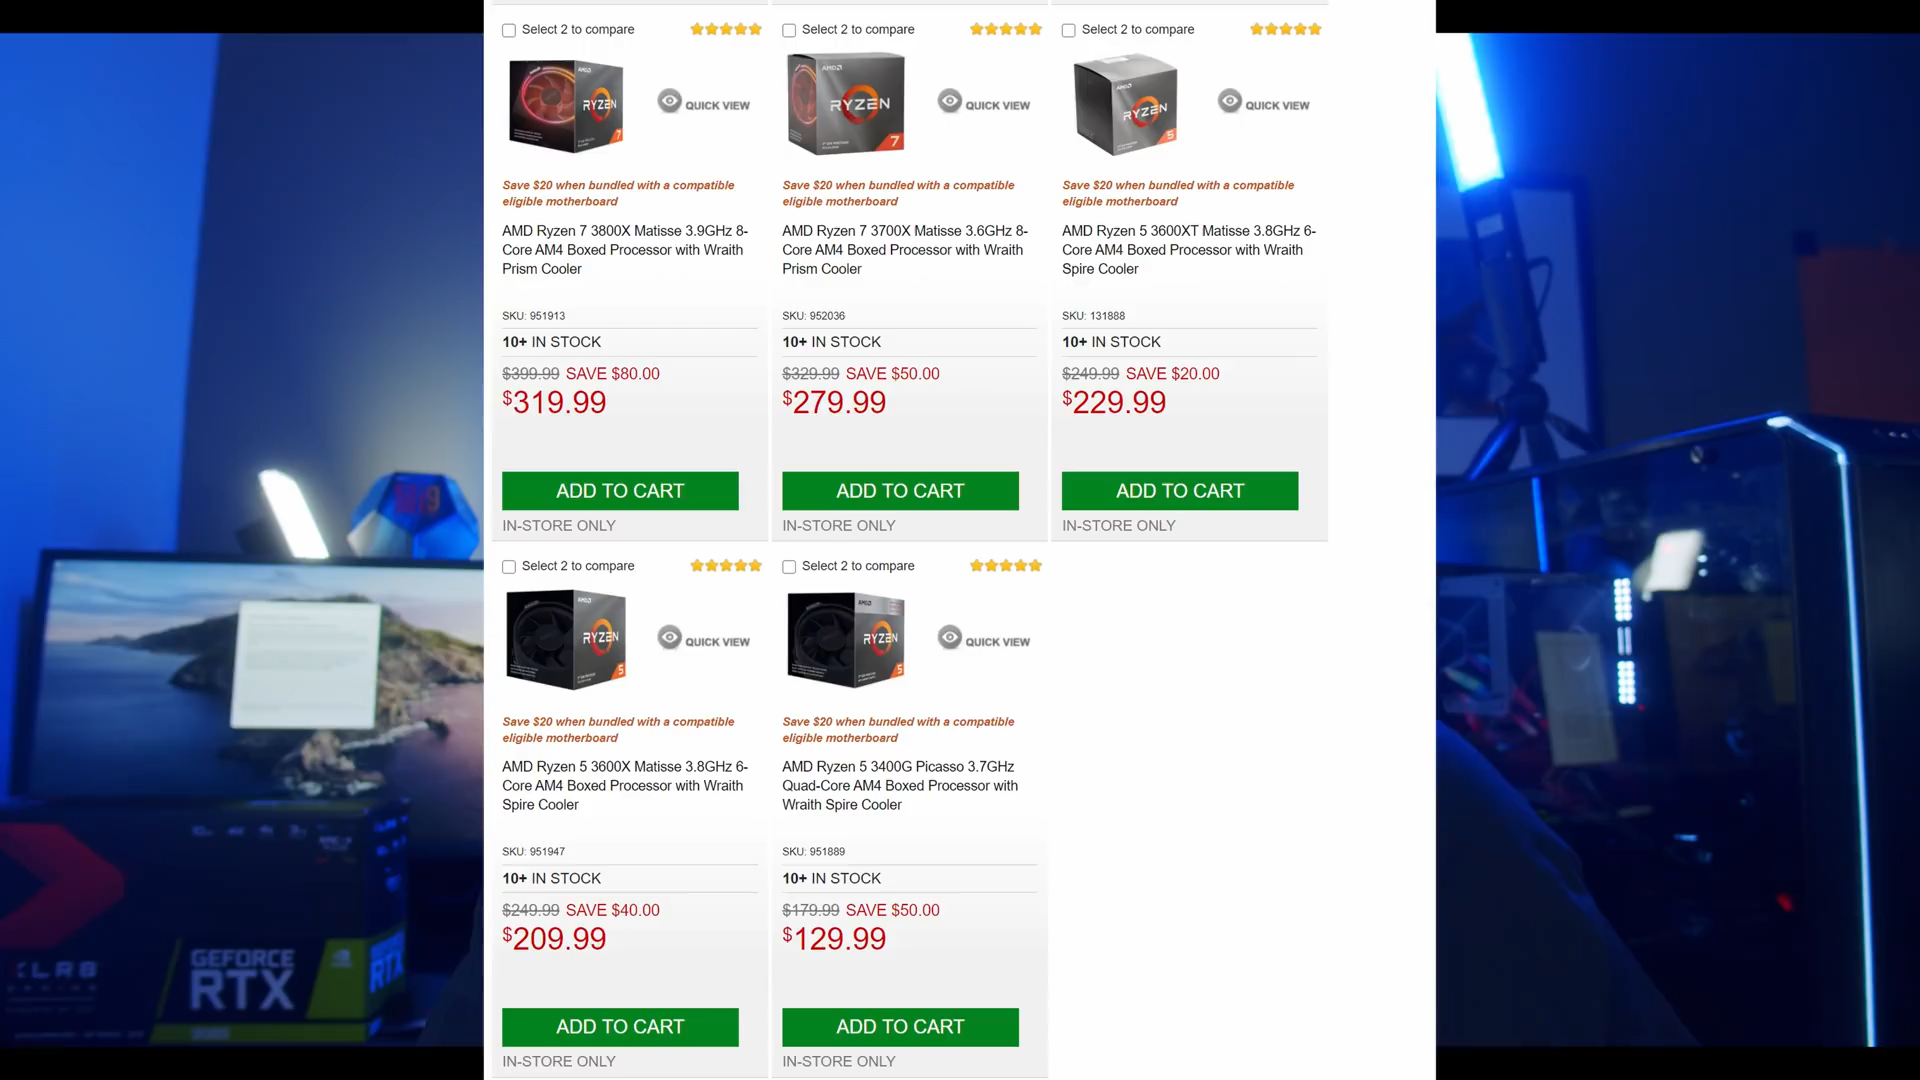 Select 2 to compare
QUICK VIEW
AMD
RYZEN
7
Save $20 when bundled with a compatible
eligible motherboard
AMD Ryzen 7 3800X Matisse 3.9GHz 8-
Core AM4 Boxed Processor with Wraith
Prism Cooler
SKU: 951913
10+ IN STOCK
$399.99 SAVE $80.00
$319.99
ADD TO CART
IN-STORE ONLY
Select 2 to compare
QUICK VIEW
AMD
RYZEN
7
Save $20 when bundled with a compatible
eligible motherboard
AMD Ryzen 7 3700X Matisse 3.6GHz 8-
Core AM4 Boxed Processor with Wraith
Prism Cooler
SKU: 952036
10+ IN STOCK
$329.99 SAVE $50.00
$279.99
ADD TO CART
IN-STORE ONLY
Select 2 to compare
QUICK VIEW
AMD
RYZEN
5
Save $20 when bundled with a compatible
eligible motherboard
AMD Ryzen 5 3600XT Matisse 3.8GHz 6-
Core AM4 Boxed Processor with Wraith
Spire Cooler
SKU: 131888
10+ IN STOCK
$249.99 SAVE $20.00
$229.99
ADD TO CART
IN-STORE ONLY
Select 2 to compare
QUICK VIEW
AMD
RYZEN
5
Save $20 when bundled with a compatible
eligible motherboard
AMD Ryzen 5 3600X Matisse 3.8GHz 6-
Core AM4 Boxed Processor with Wraith
Spire Cooler
SKU: 951947
10+ IN STOCK
$249.99 SAVE $40.00
$209.99
ADD TO CART
IN-STORE ONLY
Select 2 to compare
QUICK VIEW
AMD
RYZEN
5
Save $20 when bundled with a compatible
eligible motherboard
AMD Ryzen 5 3400G Picasso 3.7GHz
Quad-Core AM4 Boxed Processor with
Wraith Spire Cooler
SKU: 951889
10+ IN STOCK
$179.99 SAVE $50.00
$129.99
ADD TO CART
IN-STORE ONLY
GEFORCE
RTX
RTX